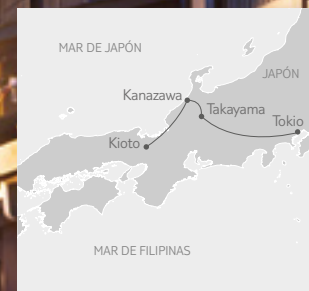 MAR DE JAPÓN
JAPÓN
Kanazawa
Takayama
Tokio
Kioto
MAR DE FILIPINAS